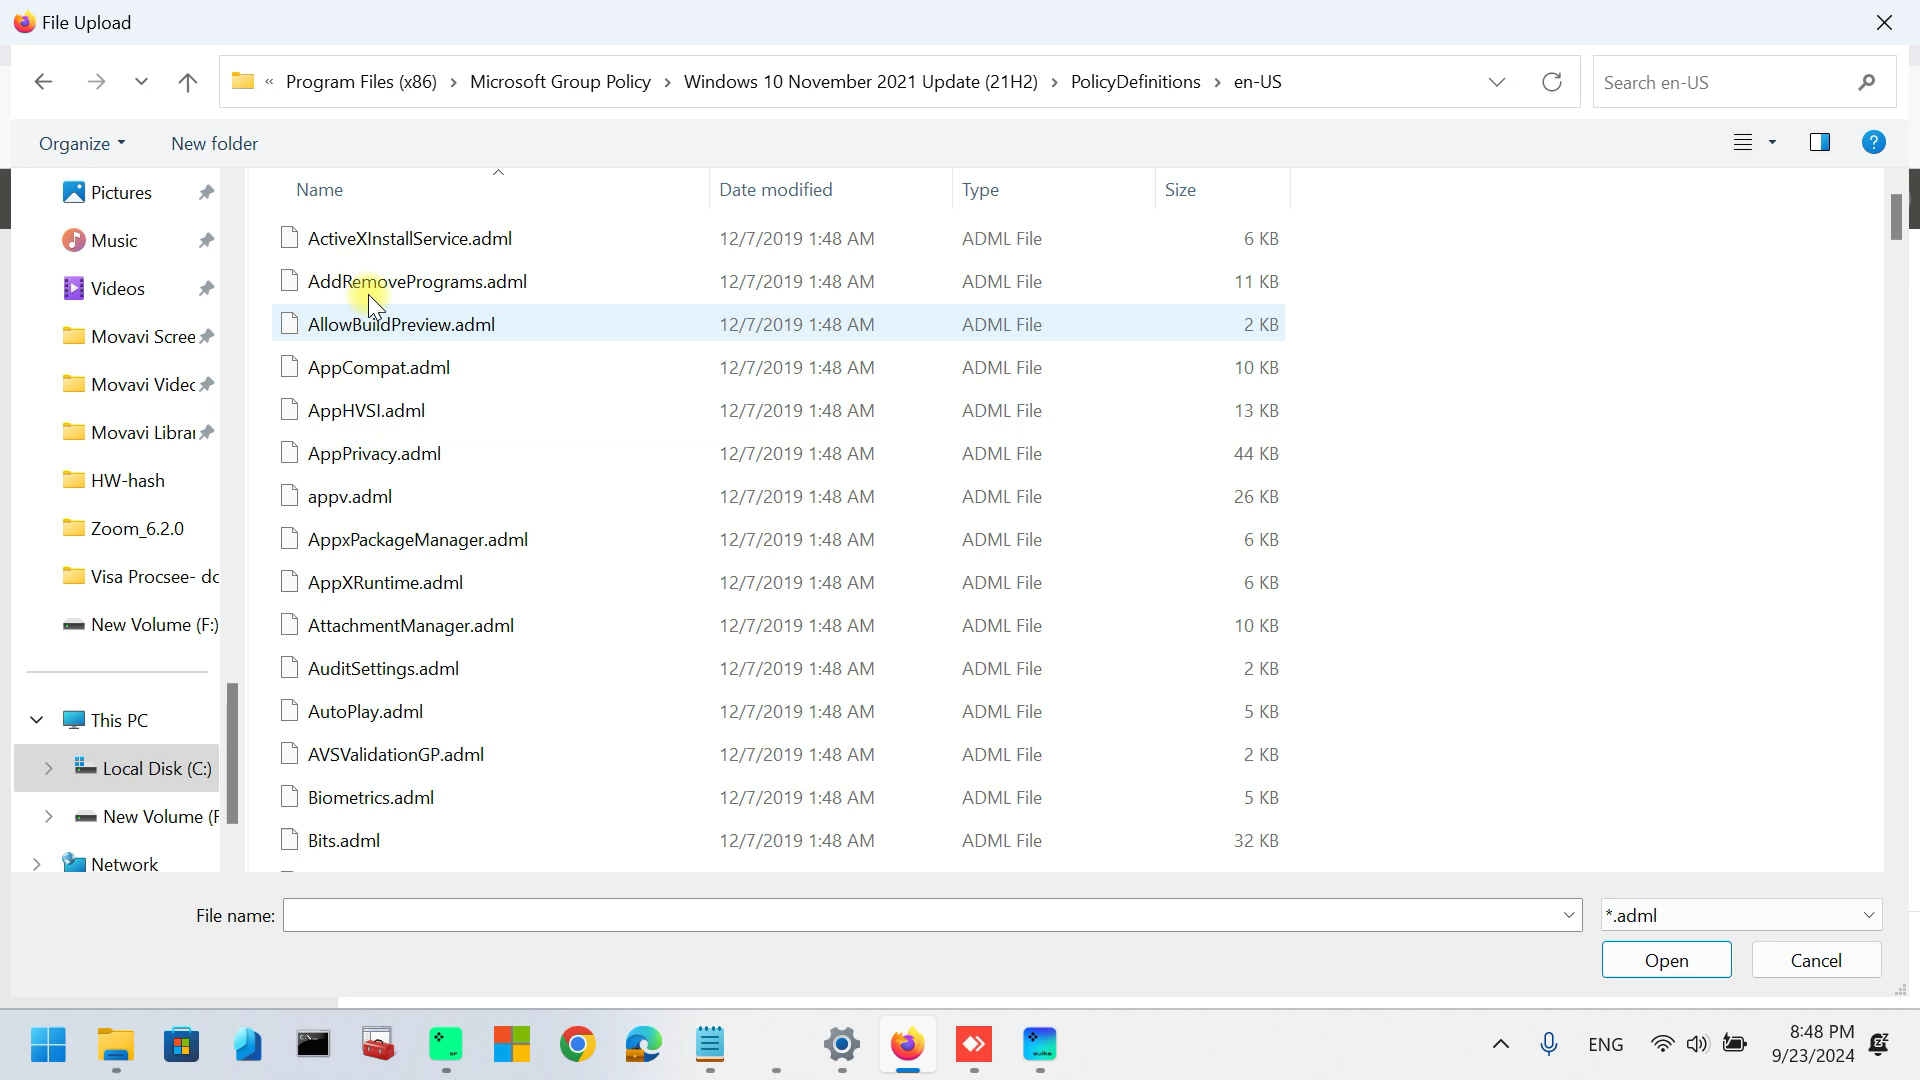 File Upload
« Program Files (x86) > Microsoft Group Policy > Windows 10 November 2021 Update (21H2) > PolicyDefinitions > en-US
Search en-US
Organize
New folder
?
Name Date modified Type Size
ActiveXInstallService.adml 12/7/2019 1:48 AM ADML File 6 KB
AddRemovePrograms.adml 12/7/2019 1:48 AM ADML File 11 KB
AllowBuildPreview.adml 12/7/2019 1:48 AM ADML File 2 KB
AppCompat.adml 12/7/2019 1:48 AM ADML File 10 KB
AppHVSI.adml 12/7/2019 1:48 AM ADML File 13 KB
AppPrivacy.adml 12/7/2019 1:48 AM ADML File 44 KB
appv.adml 12/7/2019 1:48 AM ADML File 26 KB
AppxPackageManager.adml 12/7/2019 1:48 AM ADML File 6 KB
AppXRuntime.adml 12/7/2019 1:48 AM ADML File 6 KB
AttachmentManager.adml 12/7/2019 1:48 AM ADML File 10 KB
AuditSettings.adml 12/7/2019 1:48 AM ADML File 2 KB
AutoPlay.adml 12/7/2019 1:48 AM ADML File 5 KB
AVSValidationGP.adml 12/7/2019 1:48 AM ADML File 2 KB
Biometrics.adml 12/7/2019 1:48 AM ADML File 5 KB
Bits.adml 12/7/2019 1:48 AM ADML File 32 KB
Pictures
Music
Videos
Movavi Scree
Movavi Videc
Movavi Librar
HW-hash
Zoom_6.2.0
Visa Procsee- dc
New Volume (F:)
This PC
Local Disk (C:)
New Volume (F
Network
File name:
*.adml
Open
Cancel
ENG
8:48 PM
9/23/2024